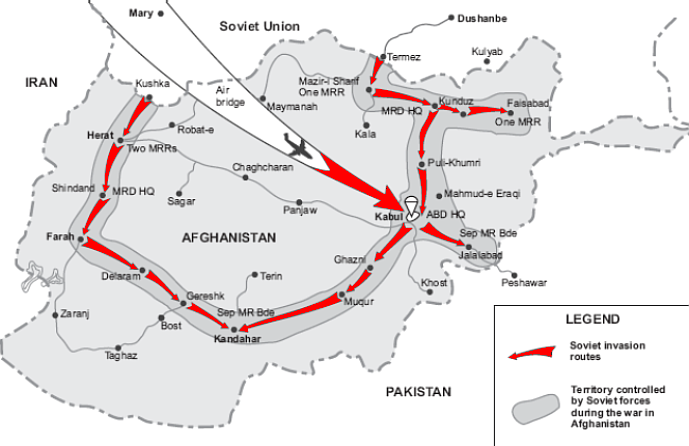 Mary
Soviet Union
Dushanbe
Termez
Kulyab
IRAN
Kushka
Air
bridge
Mazir-i Sharif
One MRR
Maymanah
MRD HQ
Kunduz
Faisabad
One MRR
Robat-e
Kala
Herat
Two MRRs
Puli-Khumri
Chaghcharan
Shindand
MRD HQ
Sagar
Panjaw
Mahmud-e Eraqi
Kabul
ABD HQ
Farah
AFGHANISTAN
Sep MR Bde
Jalalabad
Ghazni
Delaram
Terin
Khost
Peshawar
Gereshk
Muqur
Zaranj
Bost
Sep MR Bde
Kandahar
Taghaz
PAKISTAN
LEGEND
Soviet invasion
routes
Territory controlled
by Soviet forces
during the war in
Afghanistan